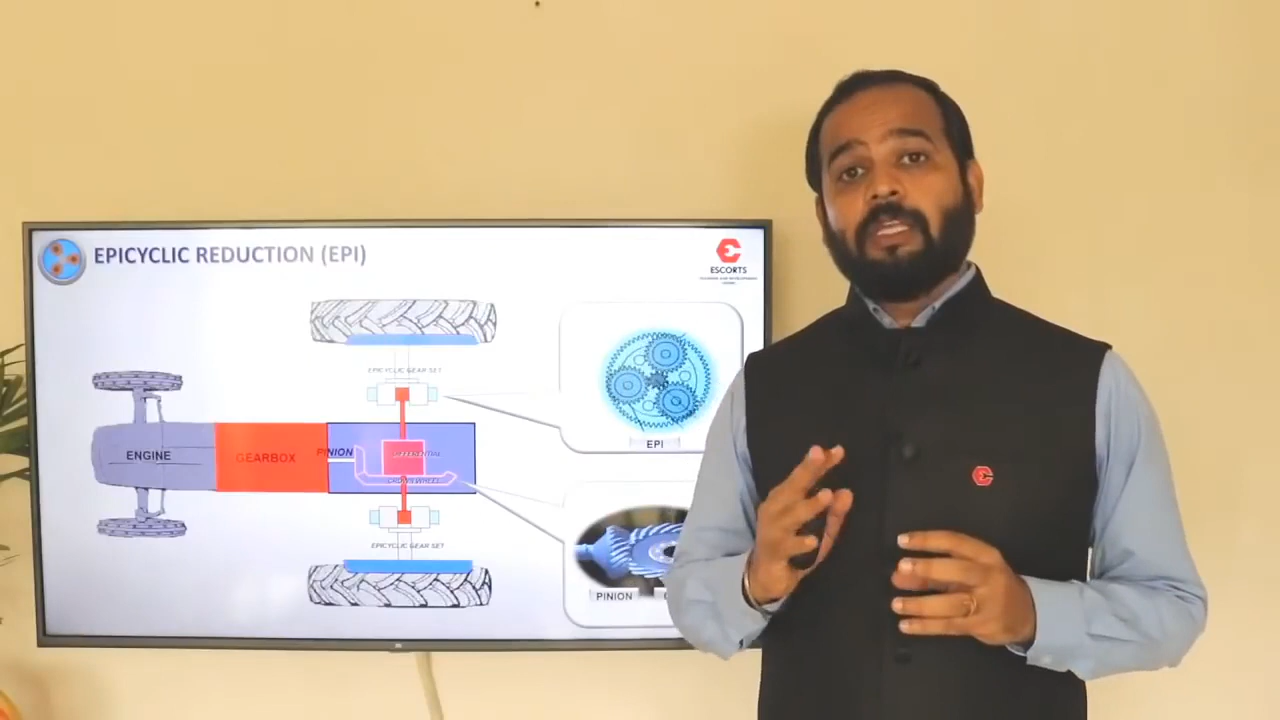 EPICYCLIC REDUCTION (EPI)
ESCORTS
EPICYCLIC GEAR SET
EPI
ENGINE
GEARBOX
PINION
DIFFERENTIAL
CROWN WHEEL
EPICYCLIC GEAR SET
PINION